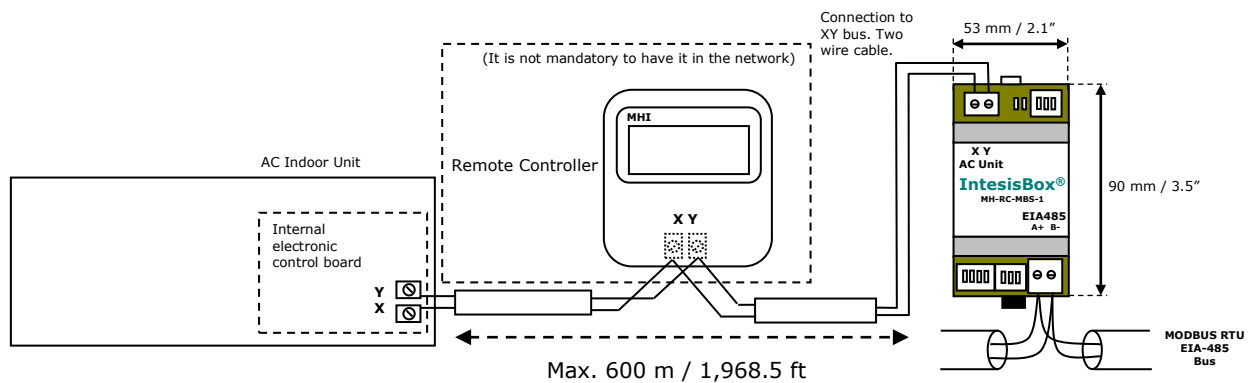 Connection to
XY bus. Two
wire cable.
53 mm / 2.1”
(It is not mandatory to have it in the network)
MHI
AC Indoor Unit
Remote Controller
X Y
AC Unit
IntesisBox®
MH-RC-MBS-1
EIA485
A+ B-
90 mm / 3.5”
Internal
electronic
control board
X Y
Y
X
MODBUS RTU
EIA-485
Bus
Max. 600 m / 1,968.5 ft